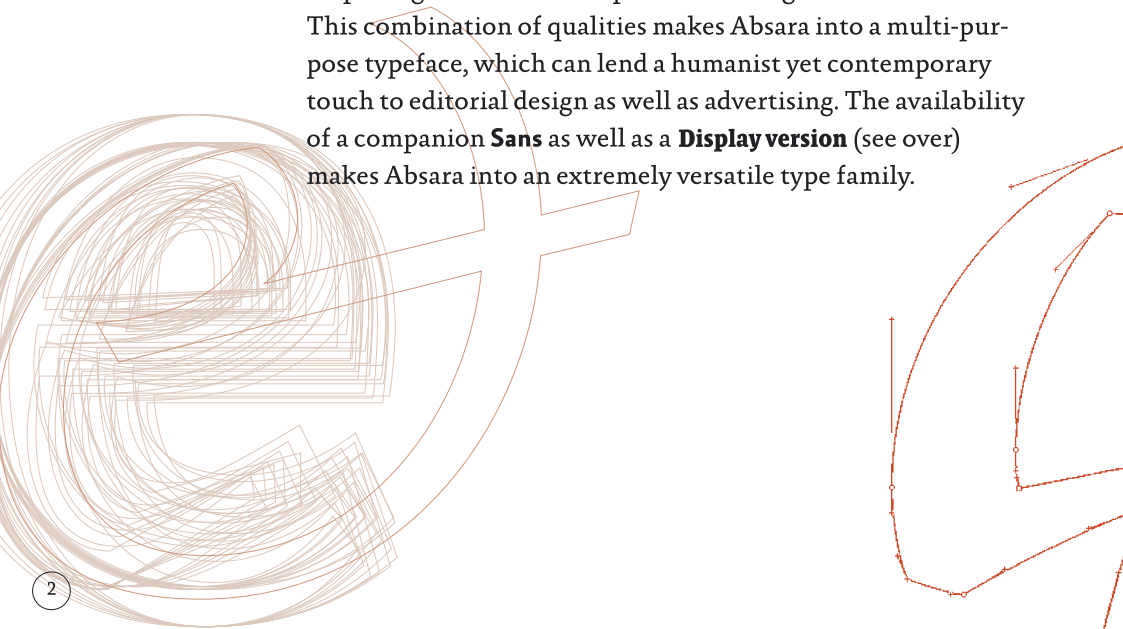 This combination of qualities makes Absara into a multi-pur-
pose typeface, which can lend a humanist yet contemporary
touch to editorial design as well as advertising. The availability
of a companion Sans as well as a Display version (see over)
makes Absara into an extremely versatile type family.
2